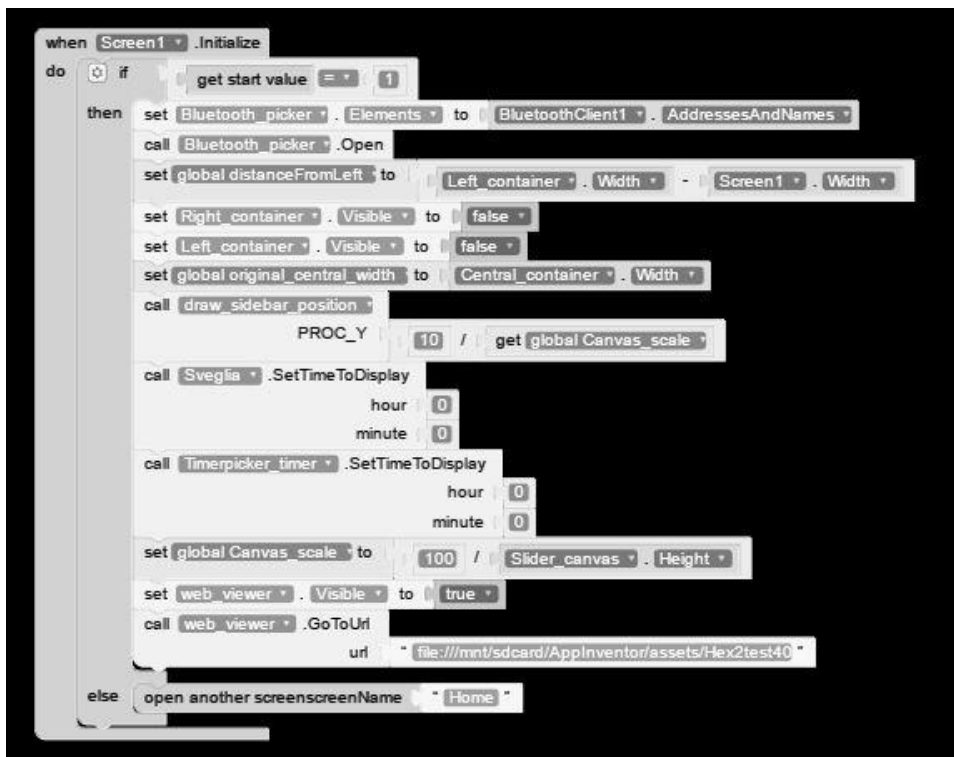 when Screen1 .Initialize
do if get start value = 1
then set Bluetooth_picker . Elements to BluetoothClient1 . AddressesAndNames
call Bluetooth_picker .Open
set global distanceFromLeft to Left_container . Width - Screen1 . Width
set Right_container . Visible to false
set Left_container . Visible to false
set global original_central_width to Central_container . Width
call draw_sidebar_position
PROC_Y 10 / get global Canvas_scale
call Sveglia .SetTimeToDisplay
hour 0
minute 0
call Timerpicker_timer .SetTimeToDisplay
hour 0
minute 0
set global Canvas_scale to 100 / Slider_canvas . Height
set web_viewer . Visible to true
call web_viewer .GoToUrl
url " file:///mnt/sdcard/AppInventor/assets/Hex2test40 "
else open another screenscreenName " Home "